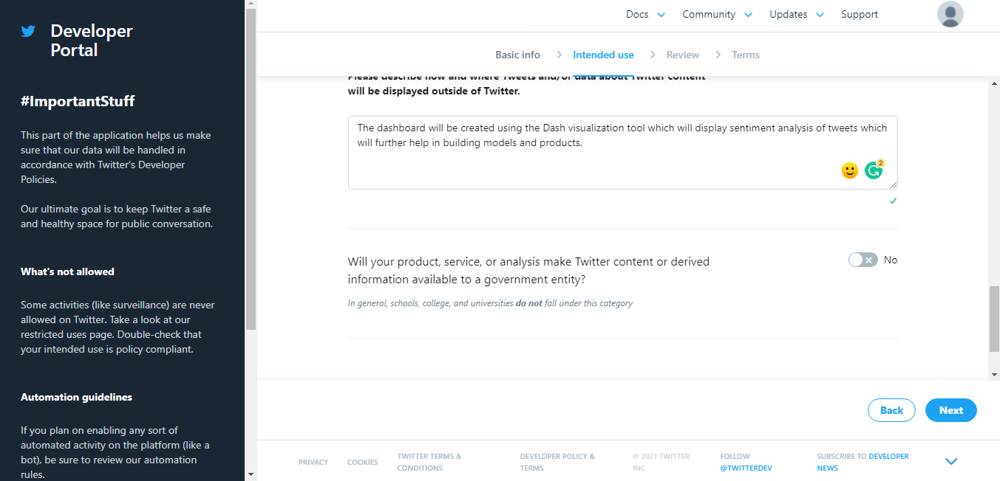 Developer
Portal
#ImportantStuff
This part of the application helps us make
sure that our data will be handled in
accordance with Twitter's Developer
Policies.
Our ultimate goal is to keep Twitter a safe
and healthy space for public conversation.
What's not allowed
Some activities (like surveillance) are never
allowed on Twitter. Take a look at our
restricted uses page. Double-check that
your intended use is policy compliant.
Automation guidelines
If you plan on enabling any sort of
automated activity on the platform (like a
bot), be sure to review our automation
rules.
Docs Community Updates Support
Basic info > Intended use > Review > Terms
Please describe how and where Tweets and/or data about Twitter content
will be displayed outside of Twitter.
The dashboard will be created using the Dash visualization tool which will display sentiment analysis of tweets which
will further help in building models and products.
2
Will your product, service, or analysis make Twitter content or derived
information available to a government entity?
No
In general, schools, college, and universities do not fall under this category
Back Next
PRIVACY
COOKIES
TWITTER TERMS &
CONDITIONS
DEVELOPER POLICY &
TERMS
© 2021 TWITTER
INC.
FOLLOW
@TWITTERDEV
SUBSCRIBE TO DEVELOPER
NEWS